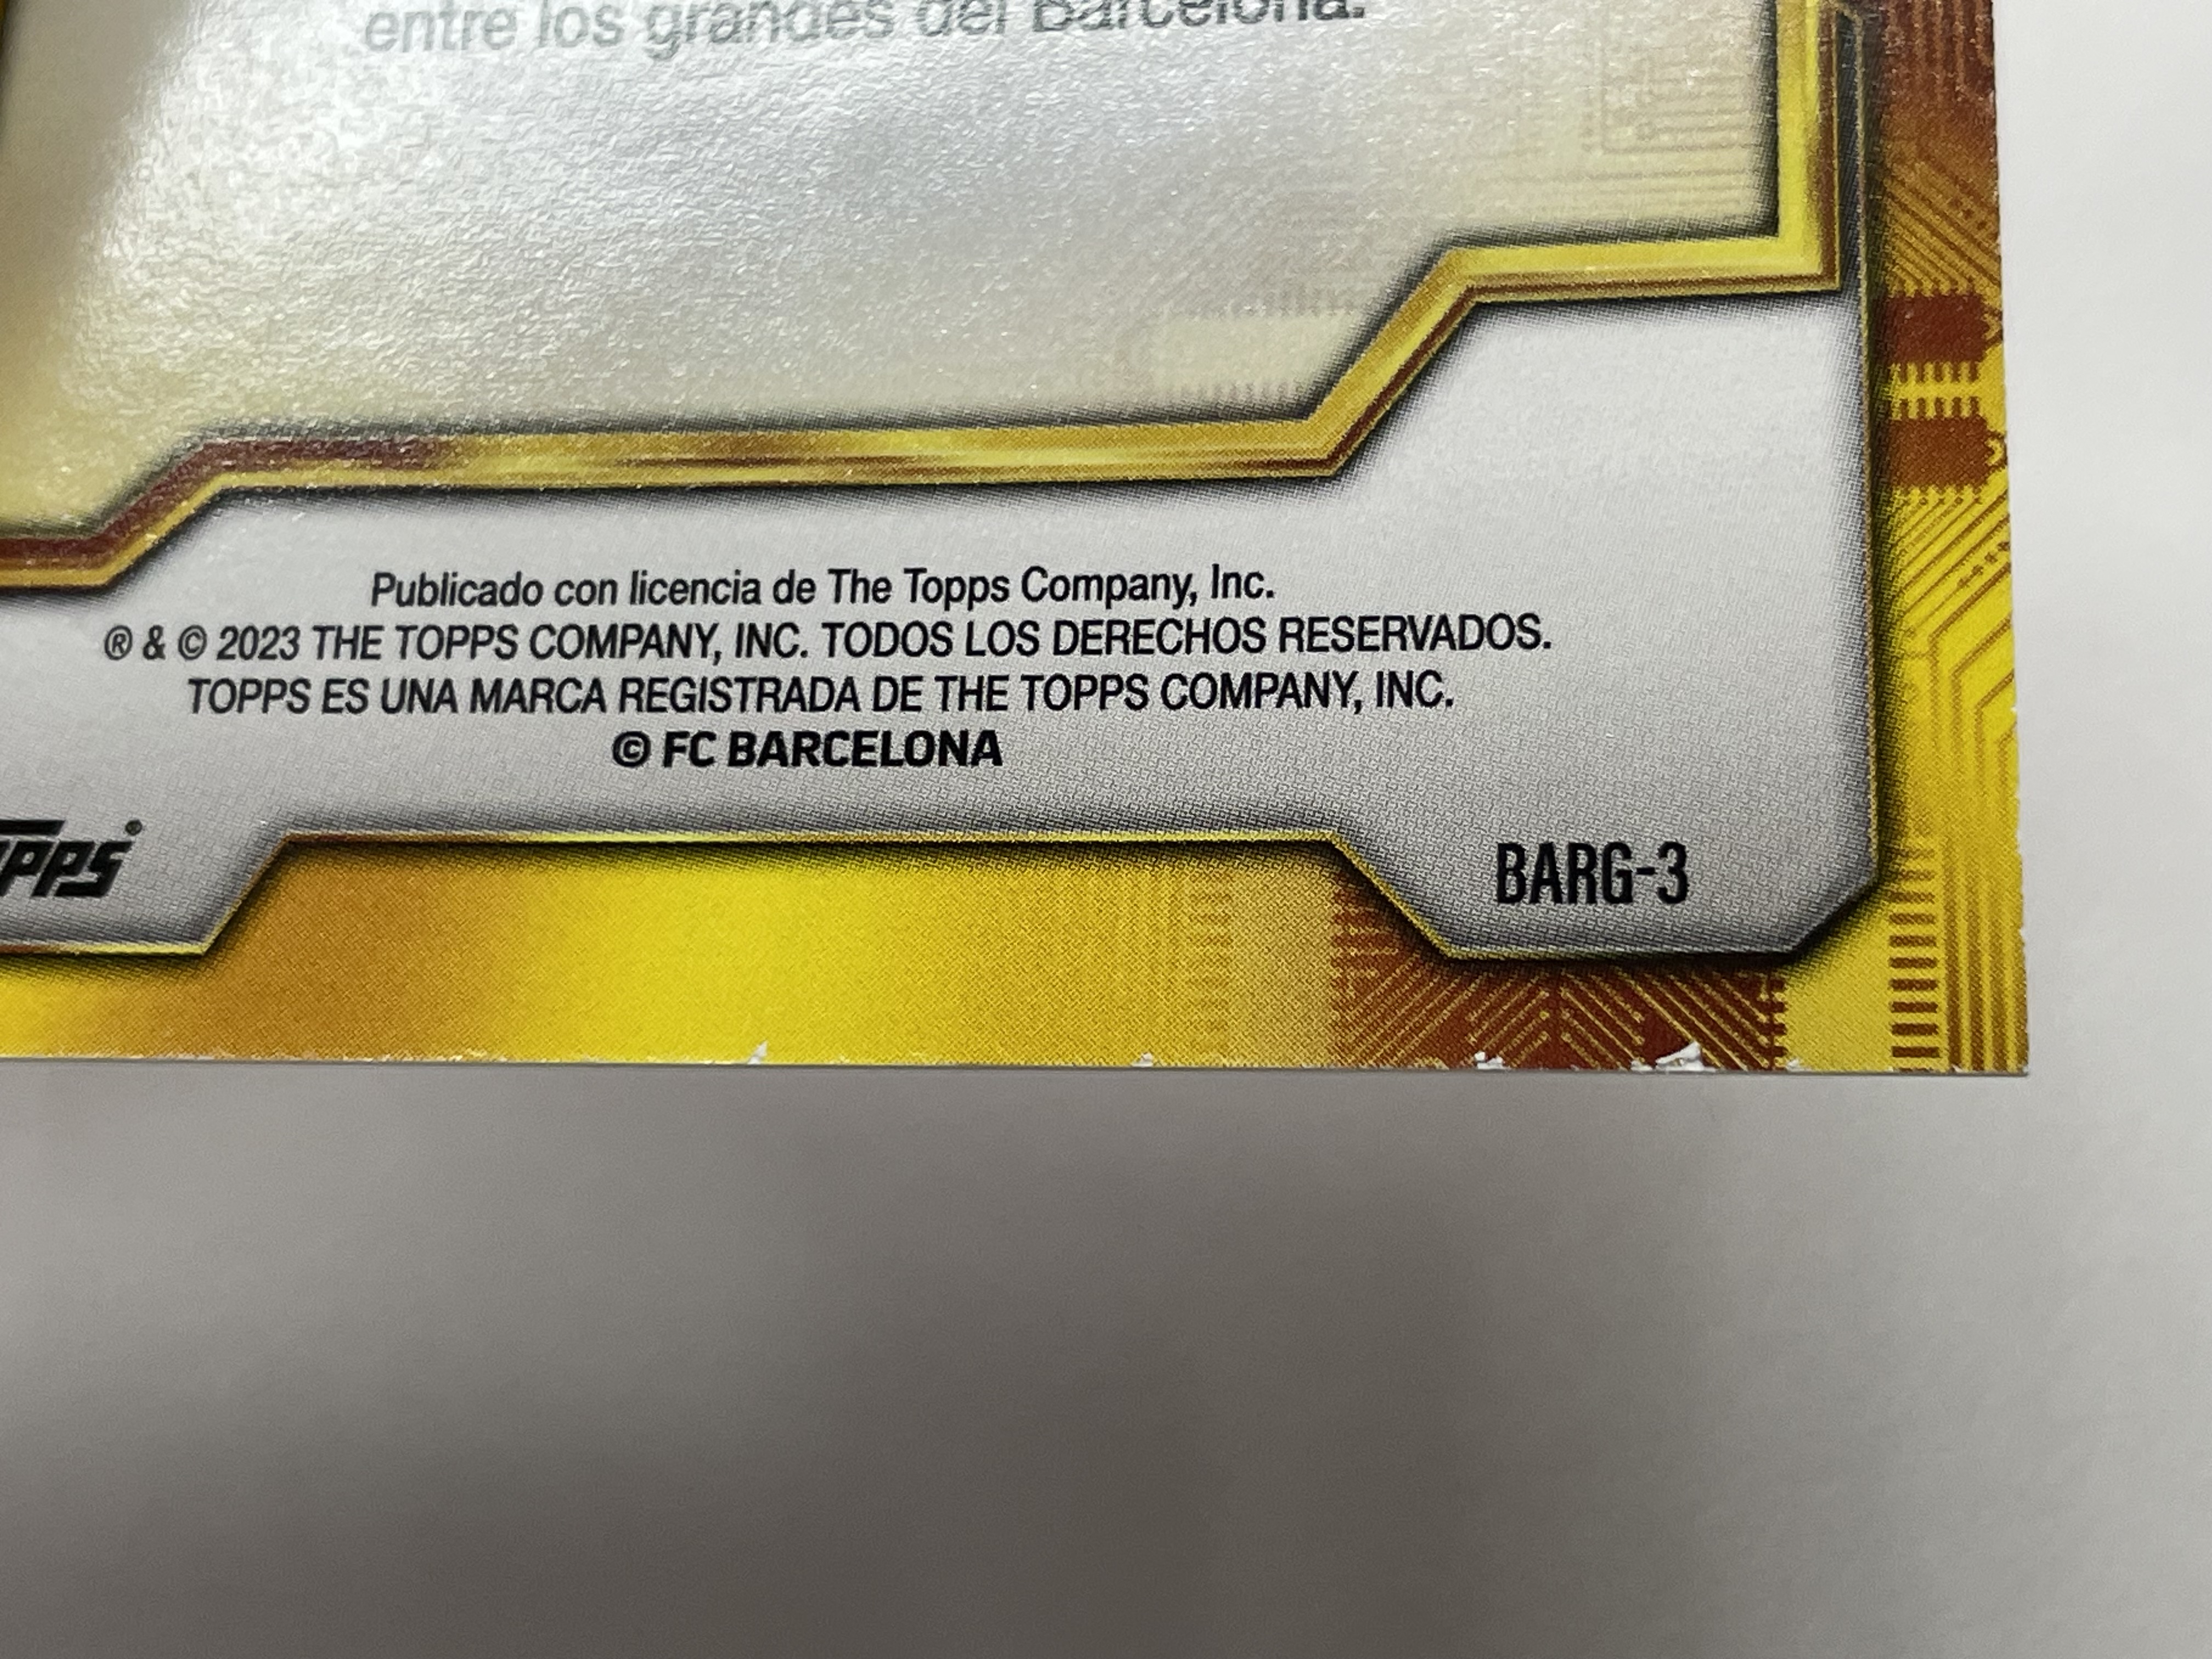 entre los grandes del Barcelona.
Publicado con licencia de The Topps Company, Inc.
® & © 2023 THE TOPPS COMPANY, INC. TODOS LOS DERECHOS RESERVADOS.
TOPPS ES UNA MARCA REGISTRADA DE THE TOPPS COMPANY, INC.
© FC BARCELONA
PPS®
BARG-3